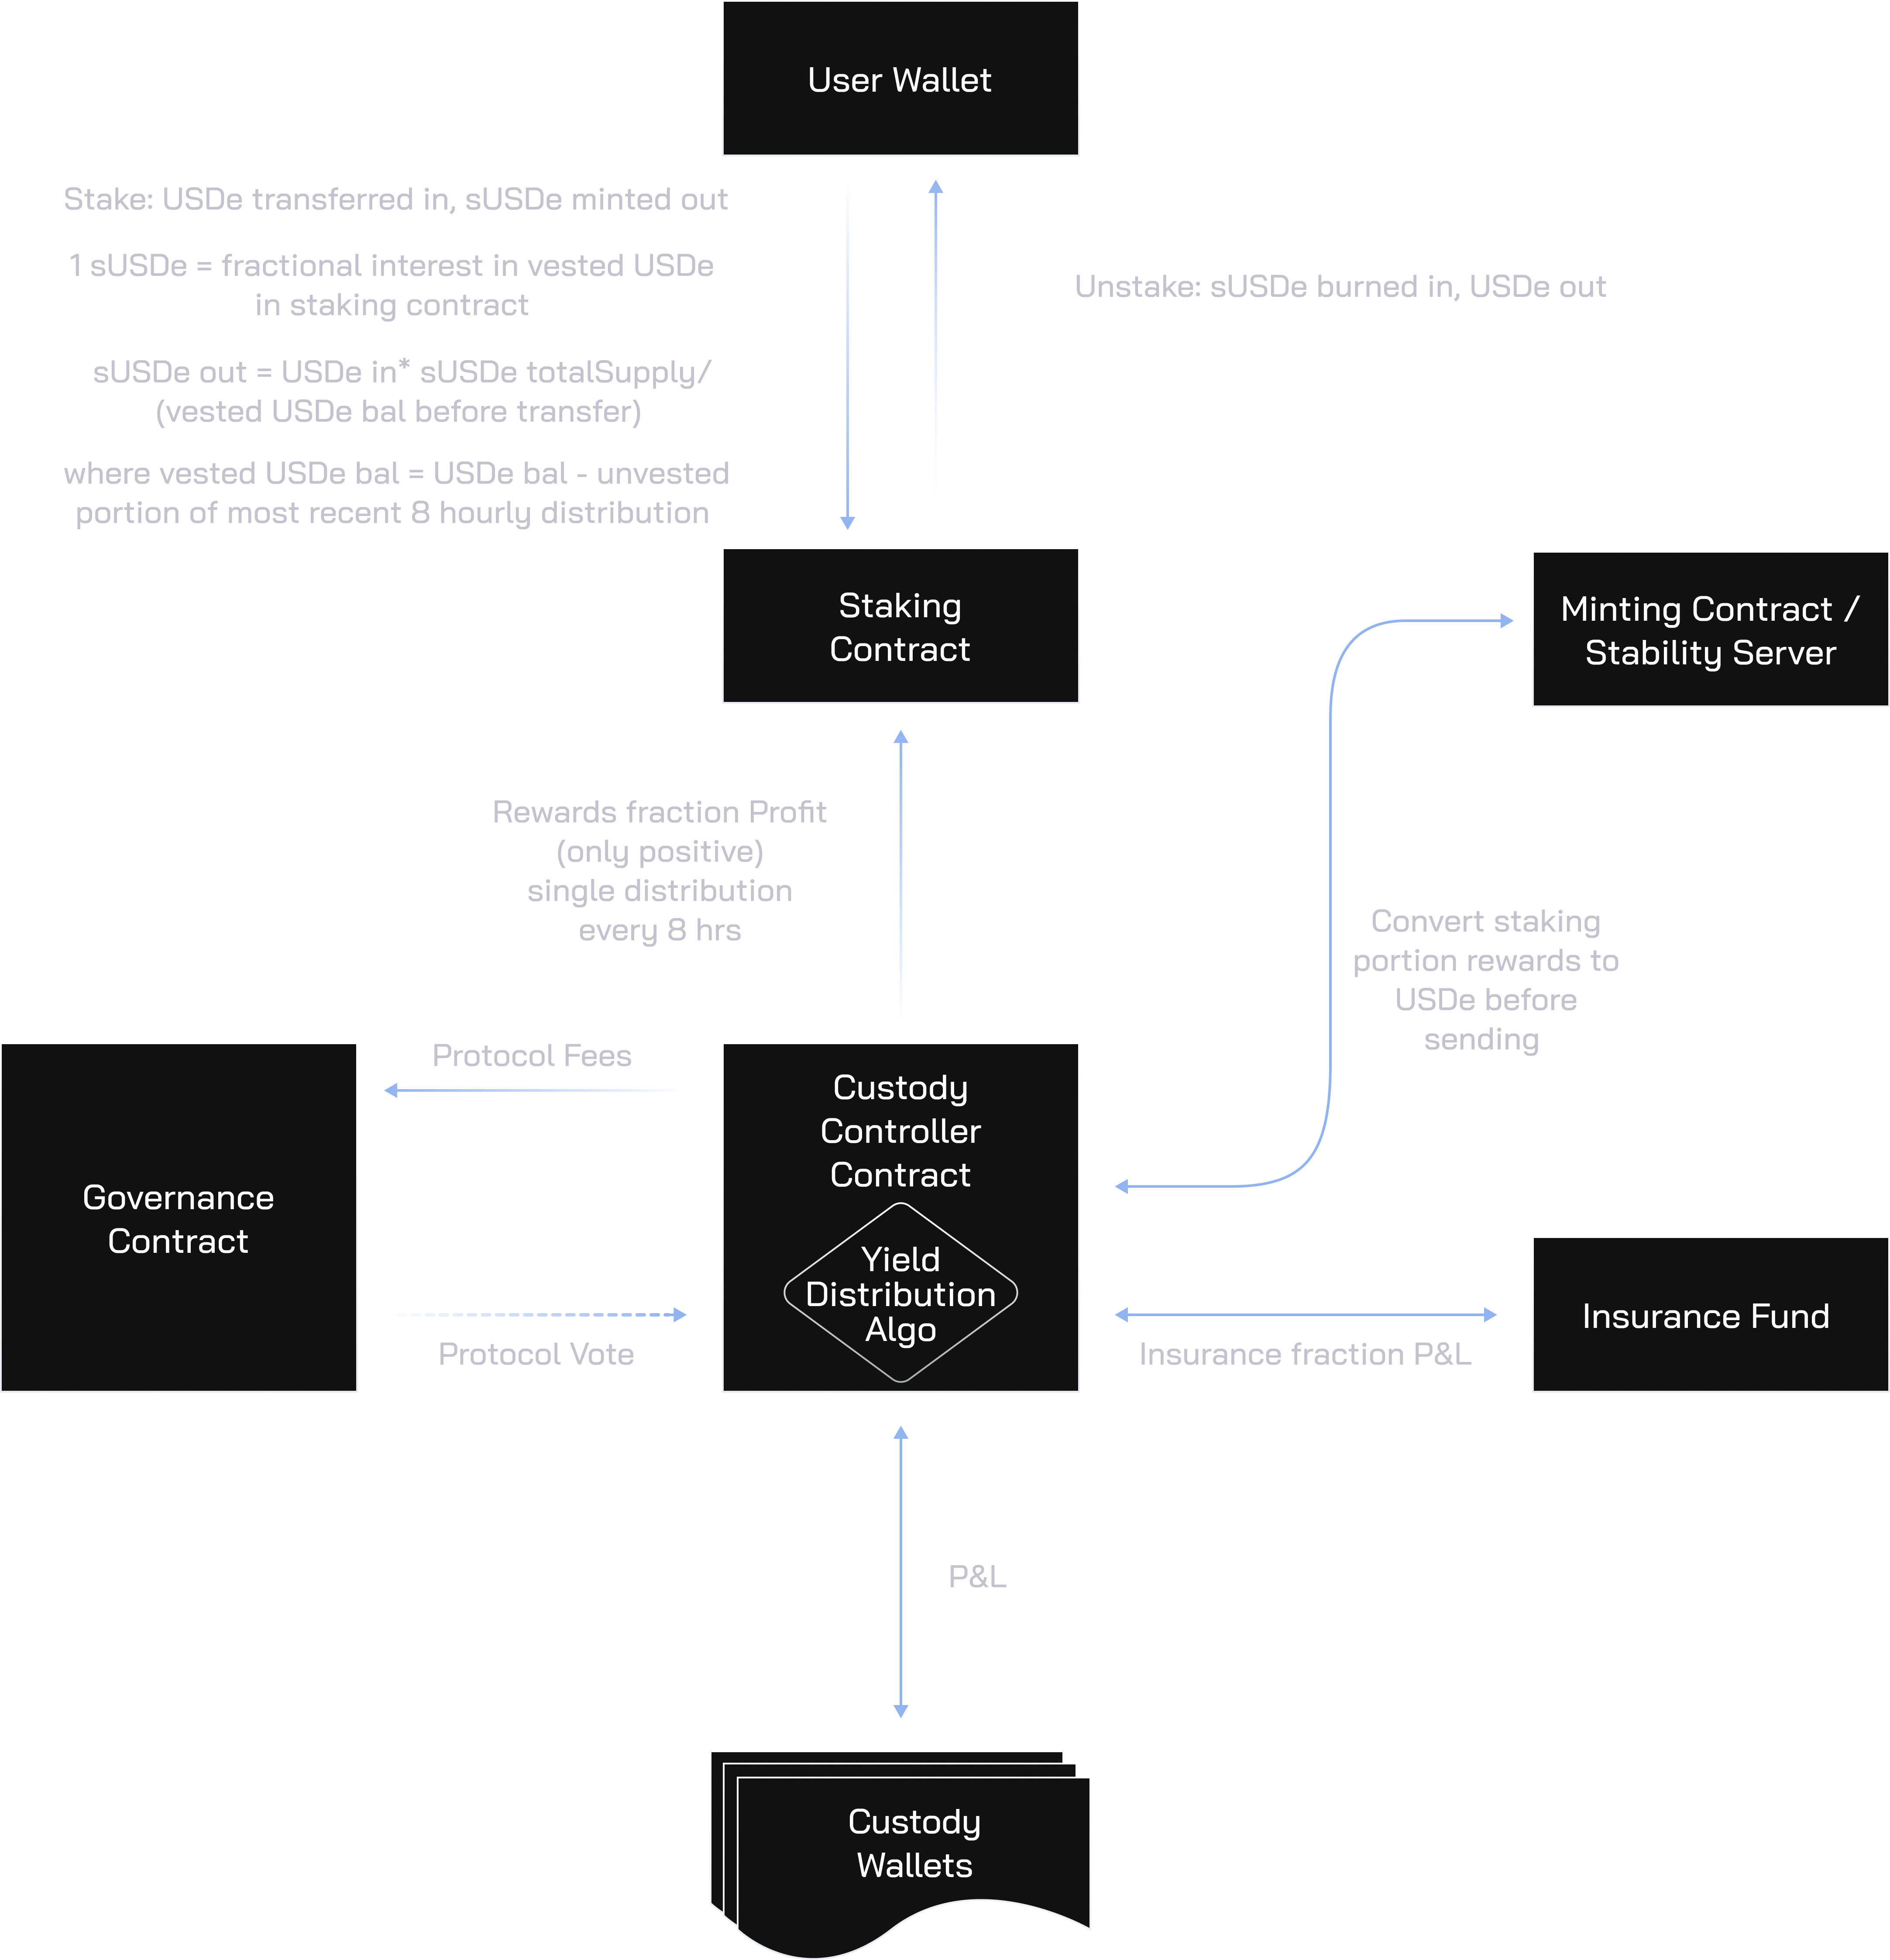 User Wallet
Stake: USDe transferred in, sUSDe minted out
1 sUSDe = fractional interest in vested USDe
in staking contract
sUSDe out = USDe in* sUSDe totalSupply/
(vested USDe bal before transfer)
where vested USDe bal = USDe bal - unvested
portion of most recent 8 hourly distribution
Unstake: sUSDe burned in, USDe out
Staking
Contract
Minting Contract /
Stability Server
Rewards fraction Profit
(only positive)
single distribution
every 8 hrs
Convert staking
portion rewards to
USDe before
sending
Protocol Fees
Governance
Contract
Protocol Vote
Custody
Controller
Contract
Yield
Distribution
Algo
Insurance fraction P&L
Insurance Fund
P&L
Custody
Wallets